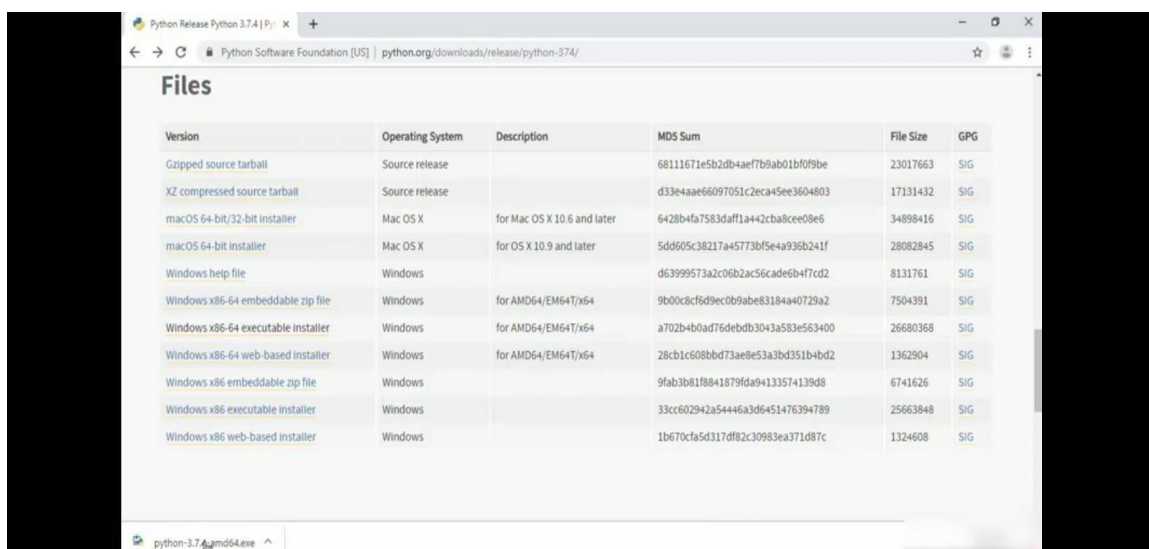 Python Release Python 3.7.4 | Py
Python Software Foundation [US] | python.org/downloads/release/python-374/
Files
Version Operating System Description MD5 Sum File Size GPG
Gzipped source tarball Source release 68111671e5b2db4aef7b9ab01bf0f9be 23017663 SIG
XZ compressed source tarball Source release d33e4aae66097051c2eca45ee3604803 17131432 SIG
macOS 64-bit/32-bit installer Mac OS X for Mac OS X 10.6 and later 6428b4fa7583daff1a442cba8cee08e6 34898416 SIG
macOS 64-bit installer Mac OS X for OS X 10.9 and later 5dd605c38217a45773bf5e4a936b241f 28082845 SIG
Windows help file Windows d63999573a2c06b2ac56cade6b4f7cd2 8131761 SIG
Windows x86-64 embeddable zip file Windows for AMD64/EM64T/x64 9b00c8cf6d9ec0b9abe83184a40729a2 7504391 SIG
Windows x86-64 executable installer Windows for AMD64/EM64T/x64 a702b4b0ad76debdb3043a583e563400 26680368 SIG
Windows x86-64 web-based installer Windows for AMD64/EM64T/x64 28cb1c608bbd73ae8e53a3bd351b4bd2 1362904 SIG
Windows x86 embeddable zip file Windows 9fab3b81f8841879fda94133574139d8 6741626 SIG
Windows x86 executable installer Windows 33cc602942a54446a3d6451476394789 25663848 SIG
Windows x86 web-based installer Windows 1b670cfa5d317df82c30983ea371d87c 1324608 SIG
python-3.7.4-amd64.exe